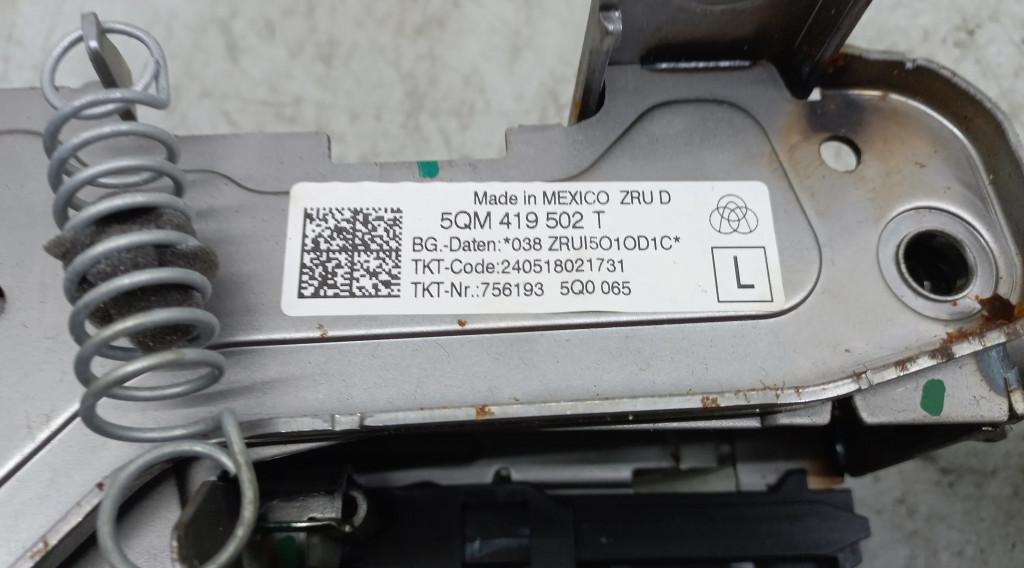 Made in MEXICO ZRU D
5QM 419 502 T
BG.-Daten:*038 ZRUI5O1OD1C*
TKT-Code:240518021731
TKT-Nr.:756193 5Q0 065
L